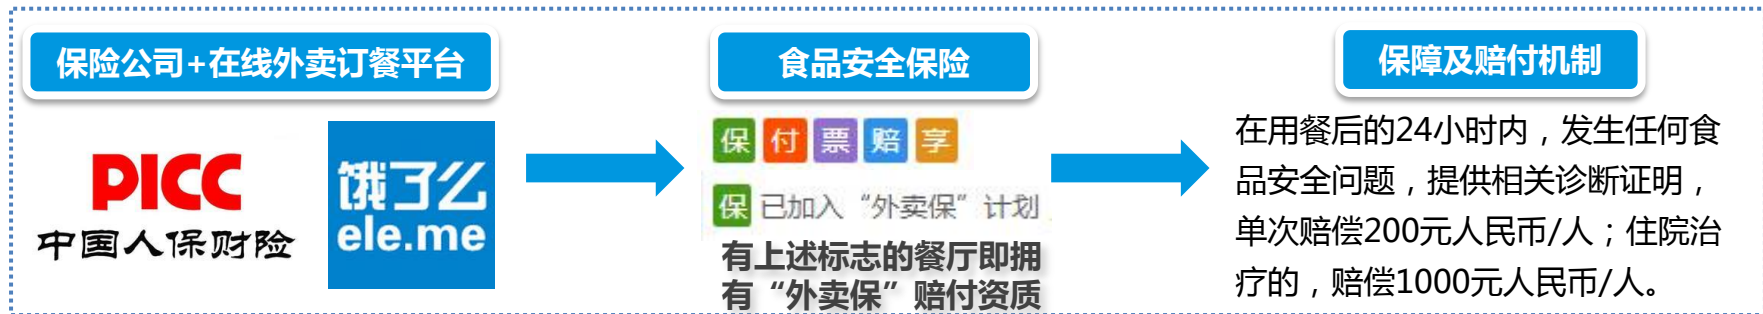 保险公司+在线外卖订餐平台
PICC
中国人保财险
饿了么
ele.me
食品安全保险
保 付 票 赔 享
保 已加入“外卖保”计划
有上述标志的餐厅即拥
有“外卖保”赔付资质
保障及赔付机制
在用餐后的24小时内，发生任何食
品安全问题，提供相关诊断证明，
单次赔偿200元人民币/人；住院治
疗的，赔偿1000元人民币/人。